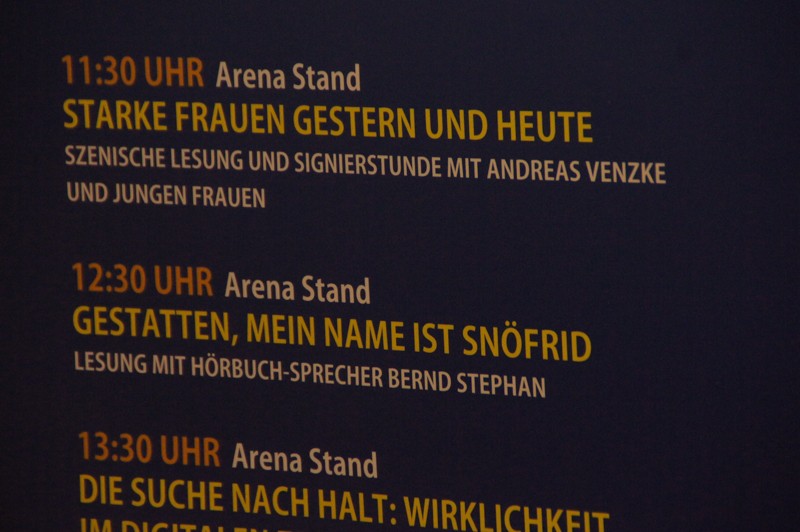 11:30 UHR Arena Stand
STARKE FRAUEN GESTERN UND HEUTE
SZENISCHE LESUNG UND SIGNIERSTUNDE MIT ANDREAS VENZKE
UND JUNGEN FRAUEN
12:30 UHR Arena Stand
GESTATTEN, MEIN NAME IST SNÖFRID
LESUNG MIT HÖRBUCH-SPRECHER BERND STEPHAN
13:30 UHR Arena Stand
DIE SUCHE NACH HALT: WIRKLICHKEIT
IM DIGITALEN